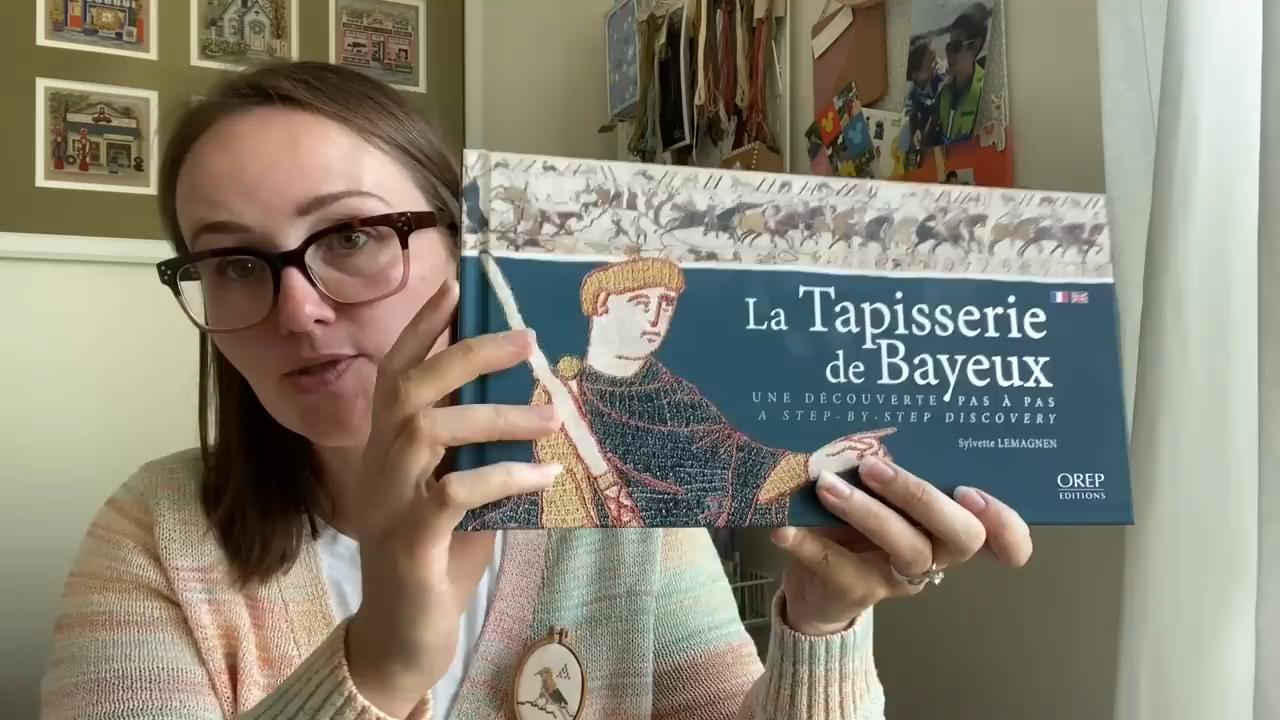 La Tapisserie
de Bayeux
UNE DÉCOUVERTE PAS À PAS
A STEP-BY-STEP DISCOVERY
Sylvette LEMAGNEN
OREP
EDITIONS